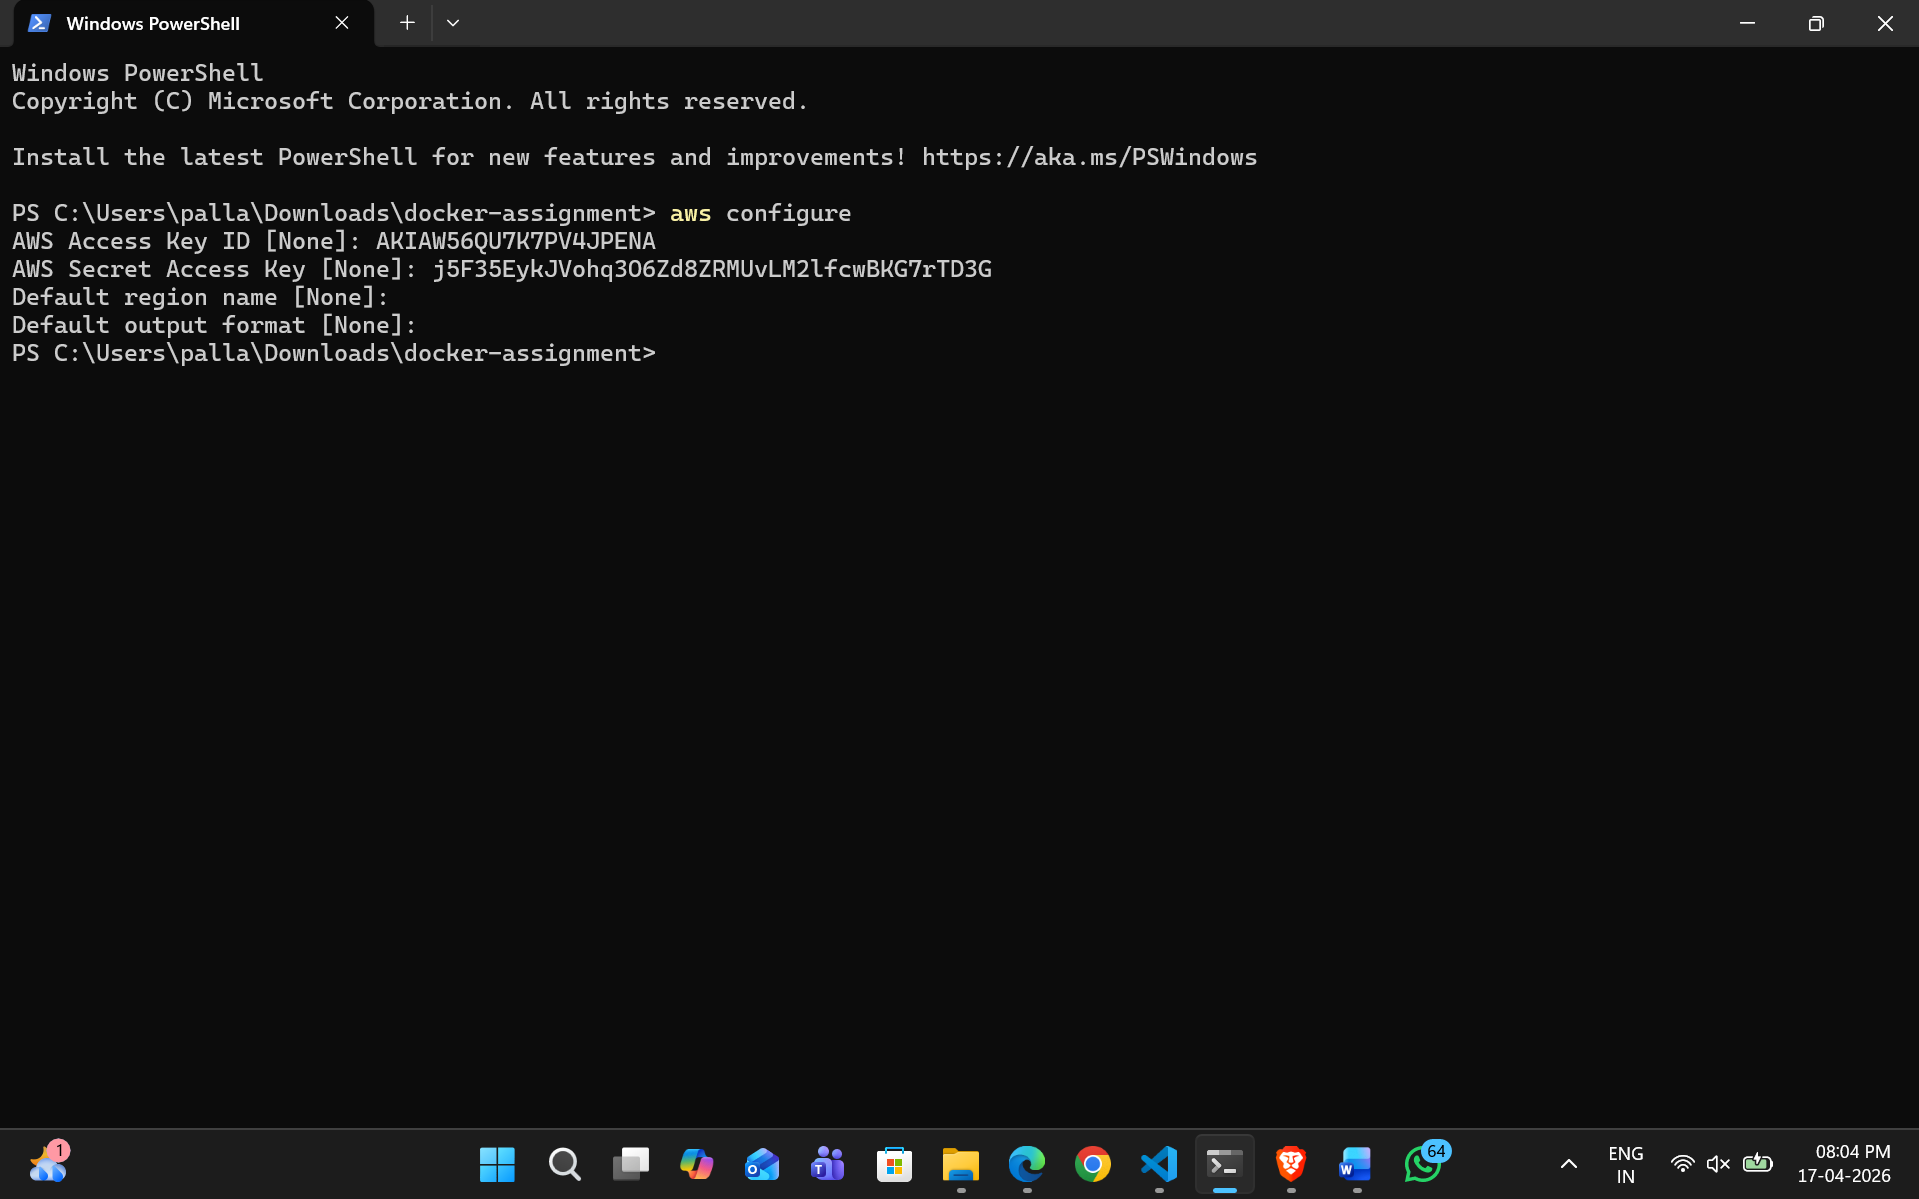 Windows PowerShell
Windows PowerShell
Copyright (C) Microsoft Corporation. All rights reserved.
Install the latest PowerShell for new features and improvements! https://aka.ms/PSWindows
PS C:\Users\palla\Downloads\docker-assignment> aws configure
AWS Access Key ID [None]: AKIAW56QU7K7PV4JPENA
AWS Secret Access Key [None]: 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
Default region name [None]:
Default output format [None]:
PS C:\Users\palla\Downloads\docker-assignment>
1
64
ENG
IN
08:04 PM
17-04-2026